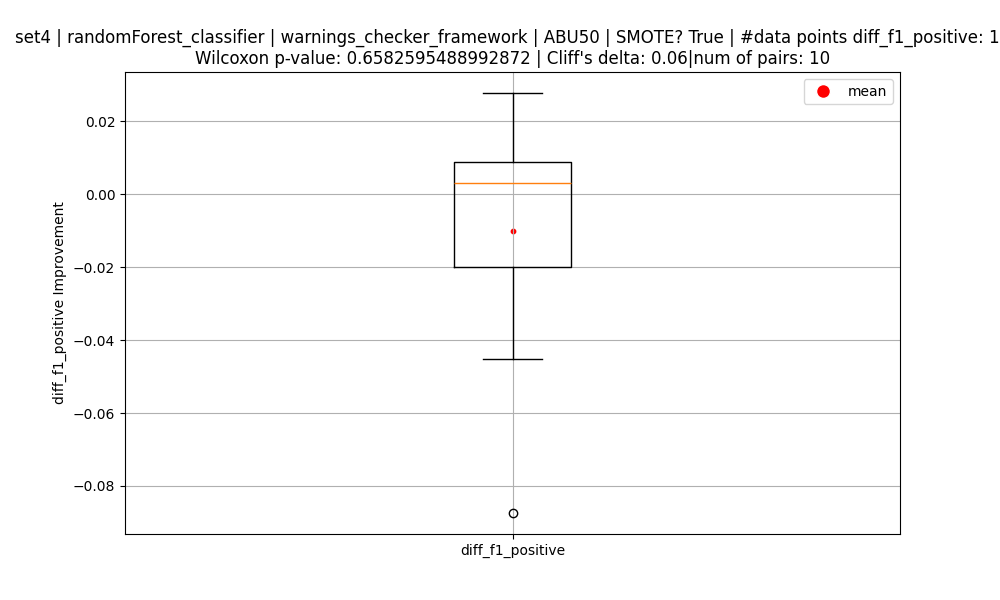 set4 | randomForest_classifier | warnings_checker_framework | ABU50 | SMOTE? True | #data points diff_f1_positive: 1
Wilcoxon p-value: 0.6582595488992872 | Cliff's delta: 0.06|num of pairs: 10
mean
0.02
0.00
−0.02
−0.04
−0.06
−0.08
diff_f1_positive Improvement
diff_f1_positive